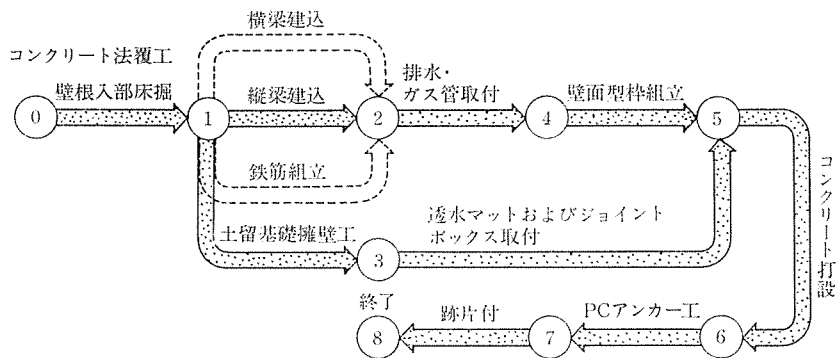 横梁建込
コンクリート法覆工
壁根入部床掘
縦梁建込
排水・
ガス管取付
壁面型枠組立
0
1
2
4
5
鉄筋組立
土留基礎擁壁工
透水マットおよびジョイント
ボックス取付
3
コンクリート打設
終了
跡片付
PCアンカー工
8
7
6